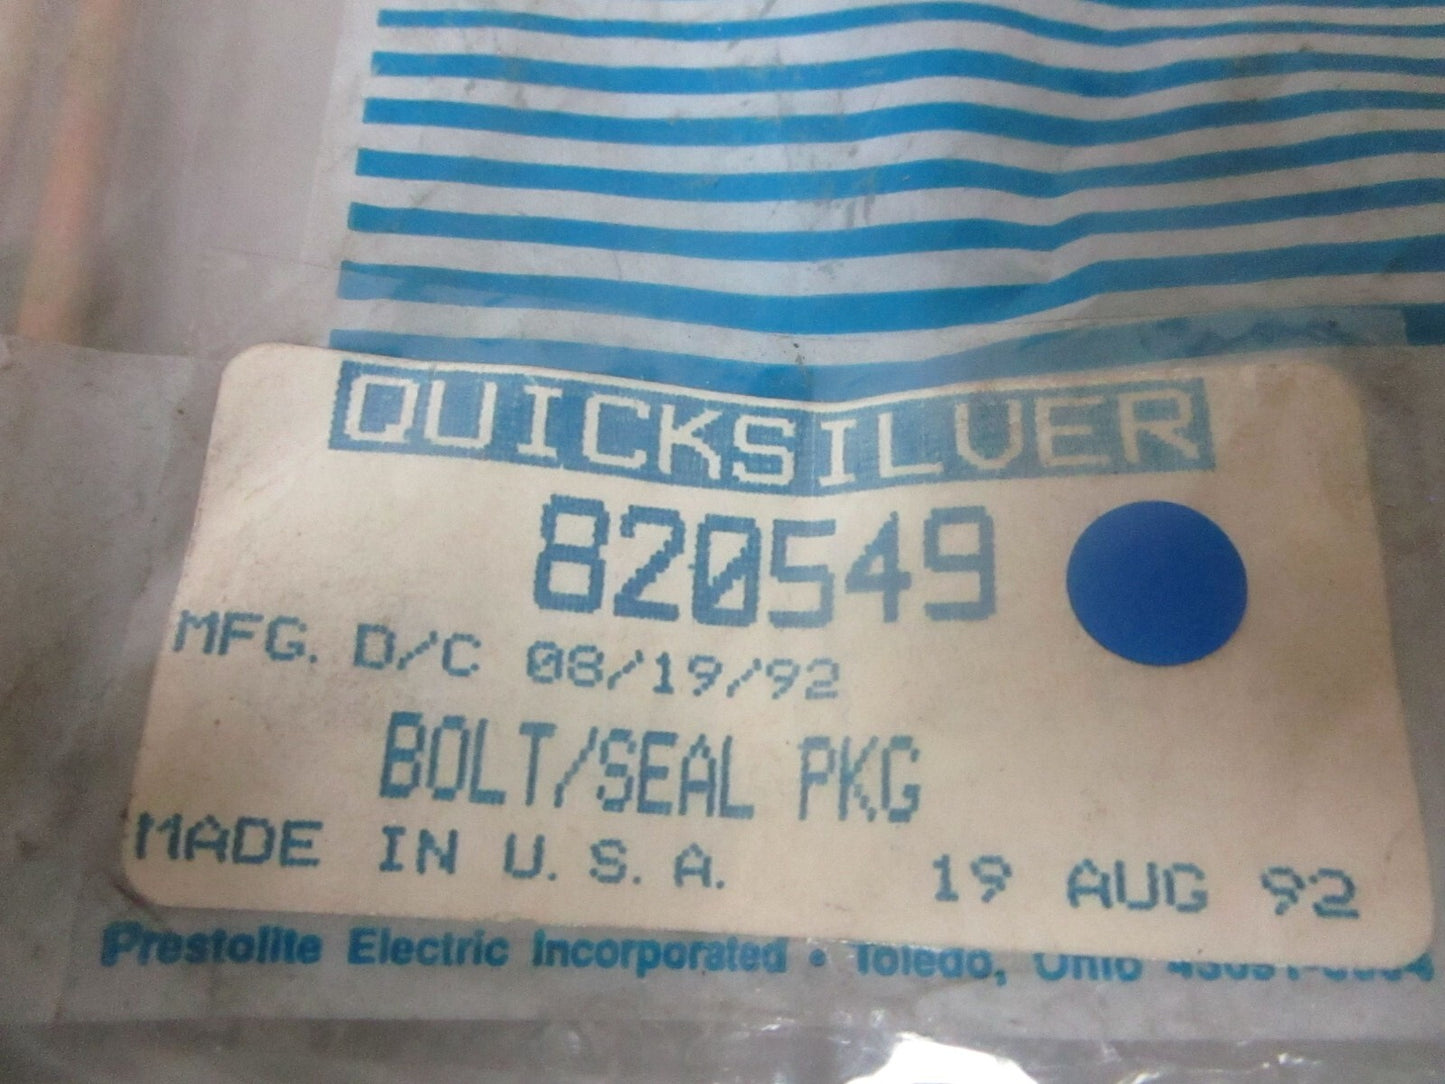 QUICKSILVER
820549
MFG. D/C 08/19/92
BOLT/SEAL PKG
MADE IN U.S.A. 19 AUG 92
Prestolite Electric Incorporated • Toledo, Ohio